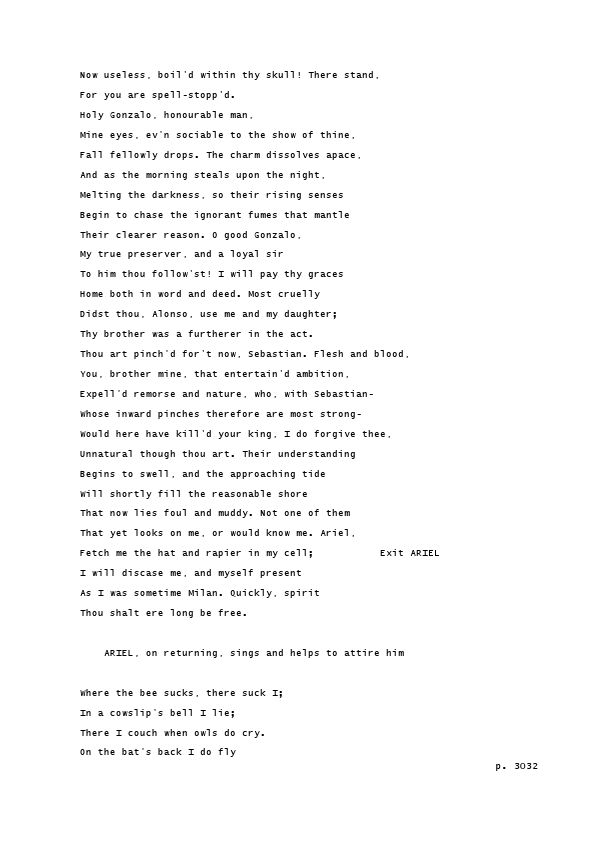 Now useless, boil'd within thy skull! There stand,
For you are spell-stopp'd.
Holy Gonzalo, honourable man,
Mine eyes, ev'n sociable to the show of thine,
Fall fellowly drops. The charm dissolves apace,
And as the morning steals upon the night,
Melting the darkness, so their rising senses
Begin to chase the ignorant fumes that mantle
Their clearer reason. O good Gonzalo,
My true preserver, and a loyal sir
To him thou follow'st! I will pay thy graces
Home both in word and deed. Most cruelly
Didst thou, Alonso, use me and my daughter;
Thy brother was a furtherer in the act.
Thou art pinch'd for't now, Sebastian. Flesh and blood,
You, brother mine, that entertain'd ambition,
Expell'd remorse and nature, who, with Sebastian-
Whose inward pinches therefore are most strong-
Would here have kill'd your king, I do forgive thee,
Unnatural though thou art. Their understanding
Begins to swell, and the approaching tide
Will shortly fill the reasonable shore
That now lies foul and muddy. Not one of them
That yet looks on me, or would know me. Ariel,
Fetch me the hat and rapier in my cell; Exit ARIEL
I will discase me, and myself present
As I was sometime Milan. Quickly, spirit
Thou shalt ere long be free.
ARIEL, on returning, sings and helps to attire him
Where the bee sucks, there suck I;
In a cowslip's bell I lie;
There I couch when owls do cry.
On the bat's back I do fly
p. 3032